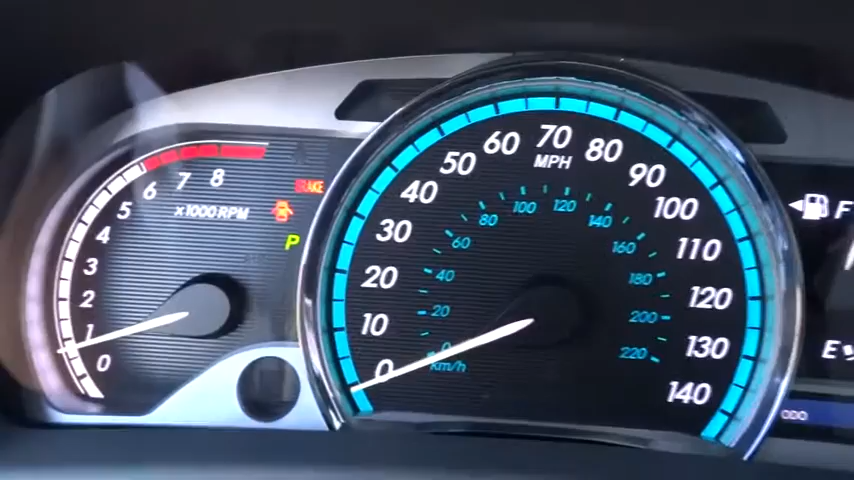 0 1 2 3 4 5 6 7 8
x1000RPM
BRAKE
P
0 10 20 30 40 50 60 70 80 90 100 110 120 130 140
MPH
0 20 40 60 80 100 120 140 160 180 200 220
km/h
F
E
ODO